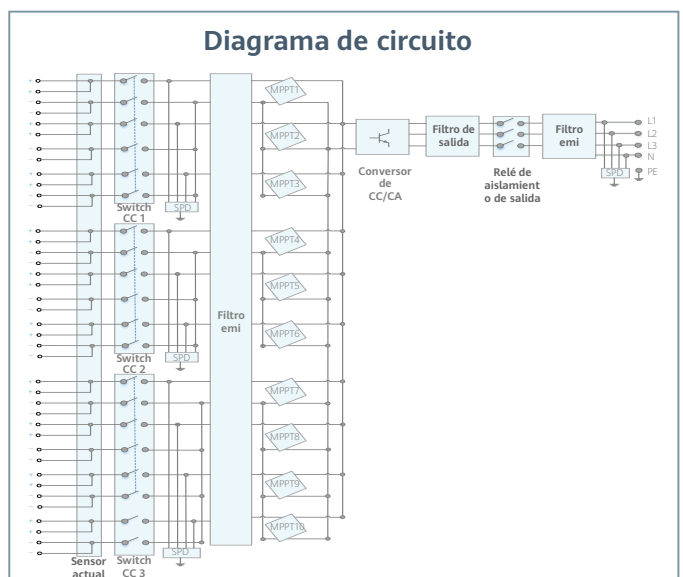 Diagrama de circuito
MPPT1
MPPT2
MPPT3
Switch
CC 1
SPD
MPPT4
MPPT5
MPPT6
Switch
CC 2
SPD
Filtro
emi
MPPT7
MPPT8
MPPT9
MPPT10
Sensor
actual
Switch
CC 3
SPD
Conversor
de
CC/CA
Filtro de
salida
Relé de
aislamient
o de salida
Filtro
emi
L1
L2
L3
N
SPD
PE